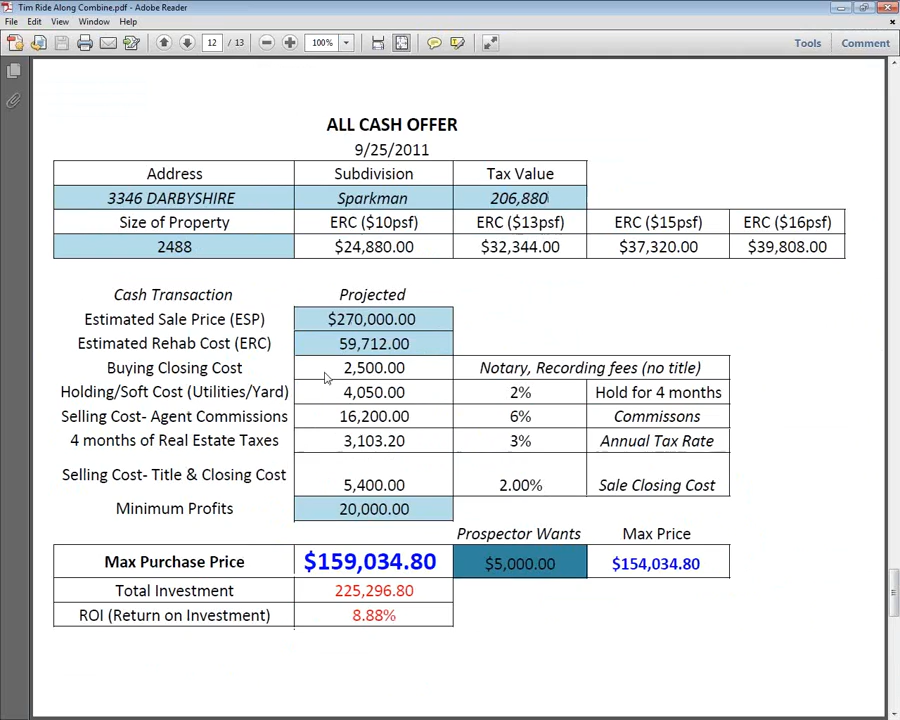 Tim Ride Along Combine.pdf - Adobe Reader
File Edit View Window Help
12 / 13 100% Tools Comment
ALL CASH OFFER
9/25/2011
Address Subdivision Tax Value
3346 DARBYSHIRE Sparkman 206,880
Size of Property ERC ($10psf) ERC ($13psf) ERC ($15psf) ERC ($16psf)
2488 $24,880.00 $32,344.00 $37,320.00 $39,808.00
Cash Transaction Projected
Estimated Sale Price (ESP) $270,000.00
Estimated Rehab Cost (ERC) 59,712.00
Buying Closing Cost 2,500.00 Notary, Recording fees (no title)
Holding/Soft Cost (Utilities/Yard) 4,050.00 2% Hold for 4 months
Selling Cost- Agent Commissions 16,200.00 6% Commissons
4 months of Real Estate Taxes 3,103.20 3% Annual Tax Rate
Selling Cost- Title & Closing Cost 5,400.00 2.00% Sale Closing Cost
Minimum Profits 20,000.00
Prospector Wants Max Price
Max Purchase Price $159,034.80 $5,000.00 $154,034.80
Total Investment 225,296.80
ROI (Return on Investment) 8.88%